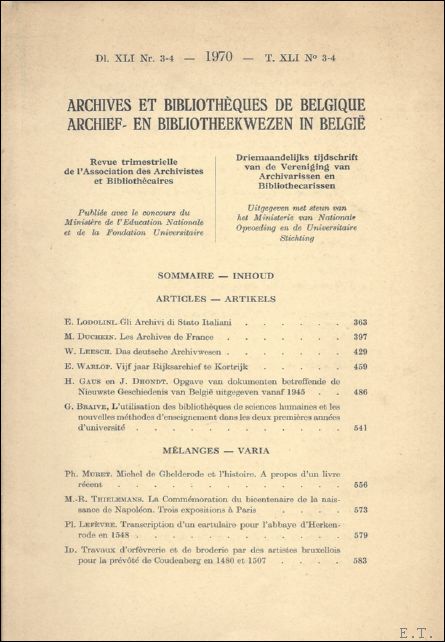 Dl. XLI Nr. 3-4 — 1970 — T. XLI N° 3-4
ARCHIVES ET BIBLIOTHÈQUES DE BELGIQUE
ARCHIEF- EN BIBLIOTHEEKWEZEN IN BELGIË
Revue trimestrielle
de l'Association des Archivistes
et Bibliothécaires
Publiée avec le concours du
Ministère de l'Education Nationale
et de la Fondation Universitaire
Driemaandelijks tijdschrift
van de Vereniging van
Archivarissen en
Bibliothecarissen
Uitgegeven met steun van
het Ministerie van Nationale
Opvoeding en de Universitaire
Stichting
SOMMAIRE — INHOUD
ARTICLES — ARTIKELS
E. LODOLINI. Gli Archivi di Stato Italiani . . . . . . 363
M. DUCHEIN. Les Archives de France . . . . . . . 397
W. LEESCH. Das deutsche Archivwesen . . . . . . . 429
E. WARLOP. Vijf jaar Rijksarchief te Kortrijk . . . . . 459
H. GAUS en J. DHONDT. Opgave van dokumenten betreffende de
Nieuwste Geschiedenis van België uitgegeven vanaf 1945 . . 486
G. BRAIVE, L'utilisation des bibliothèques de sciences humaines et les
nouvelles méthodes d'enseignement dans les deux premières années
d'université . . . . . . . . . . . . 541
MÉLANGES — VARIA
Ph. MURET. Michel de Ghelderode et l'histoire. A propos d'un livre
récent . . . . . . . . . . . . . 556
M.-R. THIELEMANS. La Commémoration du bicentenaire de la nais-
sance de Napoléon. Trois expositions à Paris . . . . 573
Pl. LEFÈVRE. Transcription d'un cartulaire pour l'abbaye d'Herken-
rode en 1548 . . . . . . . . . . . 579
ID. Travaux d'orfèvrerie et de broderie par des artistes bruxellois
pour la prévôté de Coudenberg en 1480 et 1507 . . . . 583
E.T.